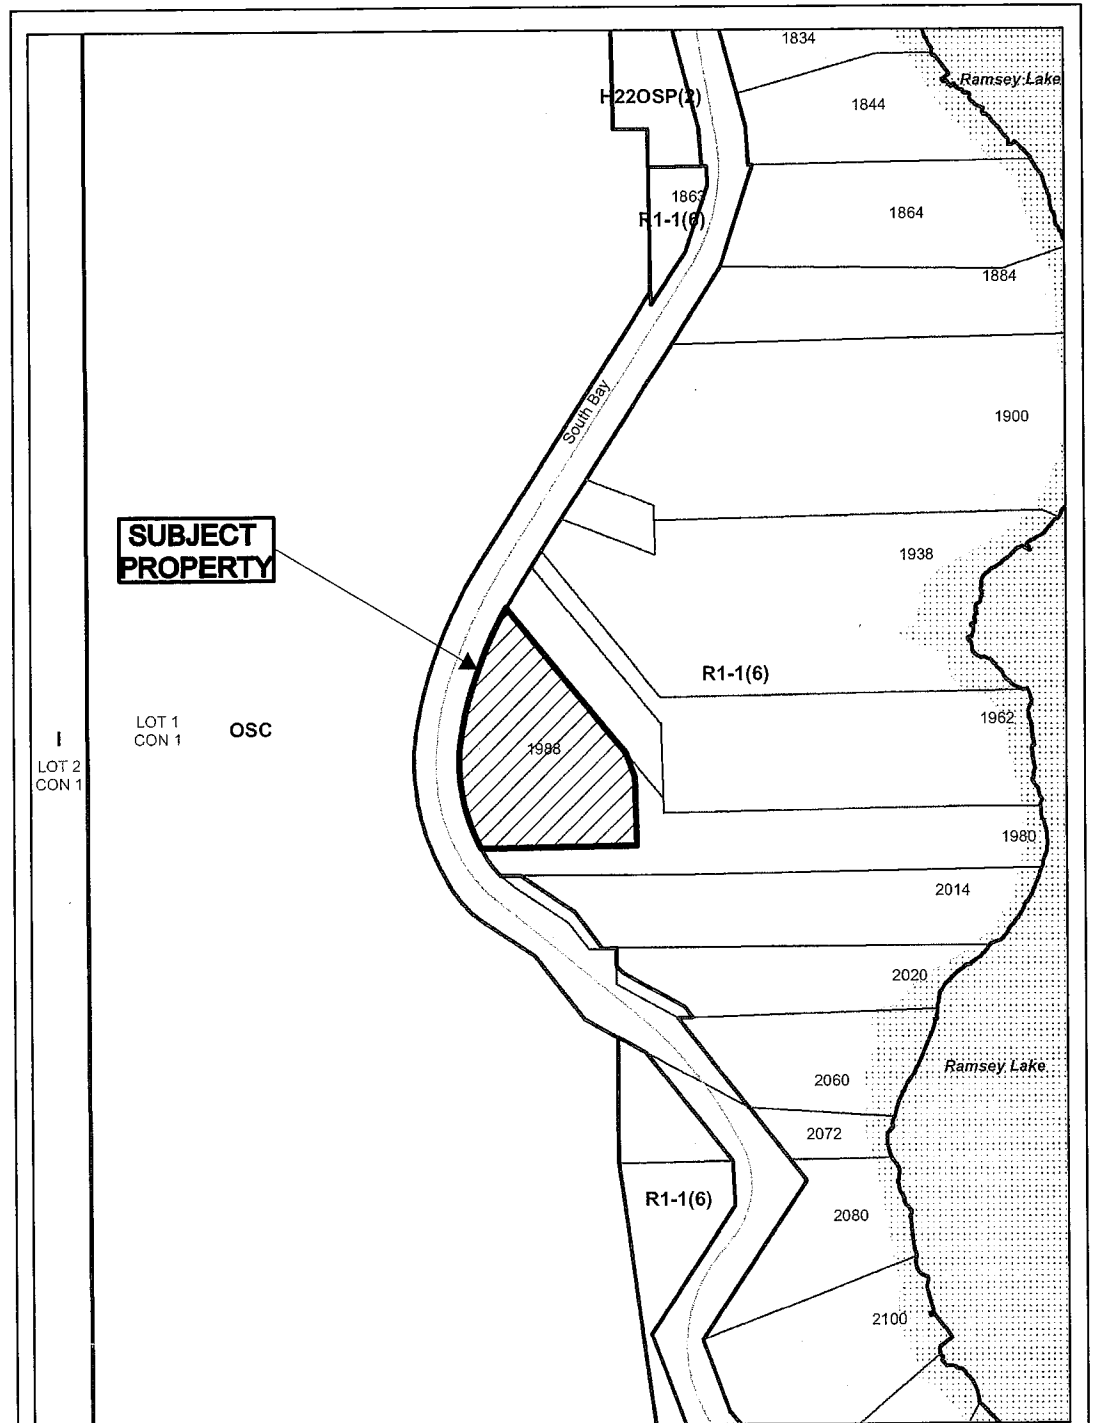 1834
Ramsey Lake
H22OSP(2)
1844
1863
R1-1(6)
1864
1884
South Bay
1900
SUBJECT
PROPERTY
1938
R1-1(6)
1962
LOT 1
CON 1
OSC
I
LOT 2
CON 1
1988
1980
2014
2020
Ramsey Lake
2060
2072
R1-1(6)
2080
2100